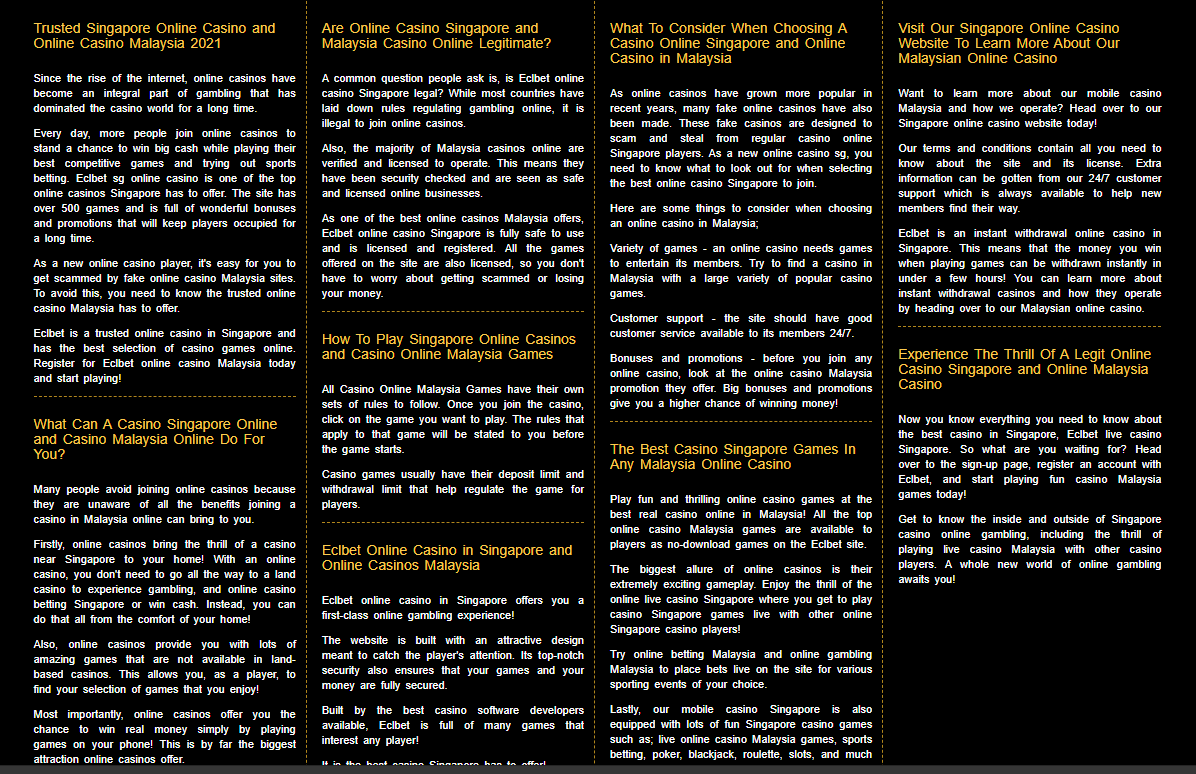 Trusted Singapore Online Casino and
Online Casino Malaysia 2021
Since the rise of the internet, online casinos have
become an integral part of gambling that has
dominated the casino world for a long time.
Every day, more people join online casinos to
stand a chance to win big cash while playing their
best competitive games and trying out sports
betting. Eclbet sg online casino is one of the top
online casinos Singapore has to offer. The site has
over 500 games and is full of wonderful bonuses
and promotions that will keep players occupied for
a long time.
As a new online casino player, it's easy for you to
get scammed by fake online casino Malaysia sites.
To avoid this, you need to know the trusted online
casino Malaysia has to offer.
Eclbet is a trusted online casino in Singapore and
has the best selection of casino games online.
Register for Eclbet online casino Malaysia today
and start playing!
What Can A Casino Singapore Online
and Casino Malaysia Online Do For
You?
Many people avoid joining online casinos because
they are unaware of all the benefits joining a
casino in Malaysia online can bring to you.
Firstly, online casinos bring the thrill of a casino
near Singapore to your home! With an online
casino, you don't need to go all the way to a land
casino to experience gambling, and online casino
betting Singapore or win cash. Instead, you can
do that all from the comfort of your home!
Also, online casinos provide you with lots of
amazing games that are not available in land-
based casinos. This allows you, as a player, to
find your selection of games that you enjoy!
Most importantly, online casinos offer you the
chance to win real money simply by playing
games on your phone! This is by far the biggest
attraction online casinos offer.
Are Online Casino Singapore and
Malaysia Casino Online Legitimate?
A common question people ask is, is Eclbet online
casino Singapore legal? While most countries have
laid down rules regulating gambling online, it is
illegal to join online casinos.
Also, the majority of Malaysia casinos online are
verified and licensed to operate. This means they
have been security checked and are seen as safe
and licensed online businesses.
As one of the best online casinos Malaysia offers,
Eclbet online casino Singapore is fully safe to use
and is licensed and registered. All the games
offered on the site are also licensed, so you don't
have to worry about getting scammed or losing
your money.
How To Play Singapore Online Casinos
and Casino Online Malaysia Games
All Casino Online Malaysia Games have their own
sets of rules to follow. Once you join the casino,
click on the game you want to play. The rules that
apply to that game will be stated to you before
the game starts.
Casino games usually have their deposit limit and
withdrawal limit that help regulate the game for
players.
Eclbet Online Casino in Singapore and
Online Casinos Malaysia
Eclbet online casino in Singapore offers you a
first-class online gambling experience!
The website is built with an attractive design
meant to catch the player's attention. Its top-notch
security also ensures that your games and your
money are fully secured.
Built by the best casino software developers
available, Eclbet is full of many games that
interest any player!
It is the best casino Singapore has to offer!
What To Consider When Choosing A
Casino Online Singapore and Online
Casino in Malaysia
As online casinos have grown more popular in
recent years, many fake online casinos have also
been made. These fake casinos are designed to
scam and steal from regular casino online
Singapore players. As a new online casino sg, you
need to know what to look out for when selecting
the best online casino Singapore to join.
Here are some things to consider when choosing
an online casino in Malaysia;
Variety of games - an online casino needs games
to entertain its members. Try to find a casino in
Malaysia with a large variety of popular casino
games.
Customer support - the site should have good
customer service available to its members 24/7.
Bonuses and promotions - before you join any
online casino, look at the online casino Malaysia
promotion they offer. Big bonuses and promotions
give you a higher chance of winning money!
The Best Casino Singapore Games In
Any Malaysia Online Casino
Play fun and thrilling online casino games at the
best real casino online in Malaysia! All the top
online casino Malaysia games are available to
players as no-download games on the Eclbet site.
The biggest allure of online casinos is their
extremely exciting gameplay. Enjoy the thrill of the
online live casino Singapore where you get to play
casino Singapore games live with other online
Singapore casino players!
Try online betting Malaysia and online gambling
Malaysia to place bets live on the site for various
sporting events of your choice.
Lastly, our mobile casino Singapore is also
equipped with lots of fun Singapore casino games
such as; live online casino Malaysia games, sports
betting, poker, blackjack, roulette, slots, and much
Visit Our Singapore Online Casino
Website To Learn More About Our
Malaysian Online Casino
Want to learn more about our mobile casino
Malaysia and how we operate? Head over to our
Singapore online casino website today!
Our terms and conditions contain all you need to
know about the site and its license. Extra
information can be gotten from our 24/7 customer
support which is always available to help new
members find their way.
Eclbet is an instant withdrawal online casino in
Singapore. This means that the money you win
when playing games can be withdrawn instantly in
under a few hours! You can learn more about
instant withdrawal casinos and how they operate
by heading over to our Malaysian online casino.
Experience The Thrill Of A Legit Online
Casino Singapore and Online Malaysia
Casino
Now you know everything you need to know about
the best casino in Singapore, Eclbet live casino
Singapore. So what are you waiting for? Head
over to the sign-up page, register an account with
Eclbet, and start playing fun casino Malaysia
games today!
Get to know the inside and outside of Singapore
casino online gambling, including the thrill of
playing live casino Malaysia with other casino
players. A whole new world of online gambling
awaits you!